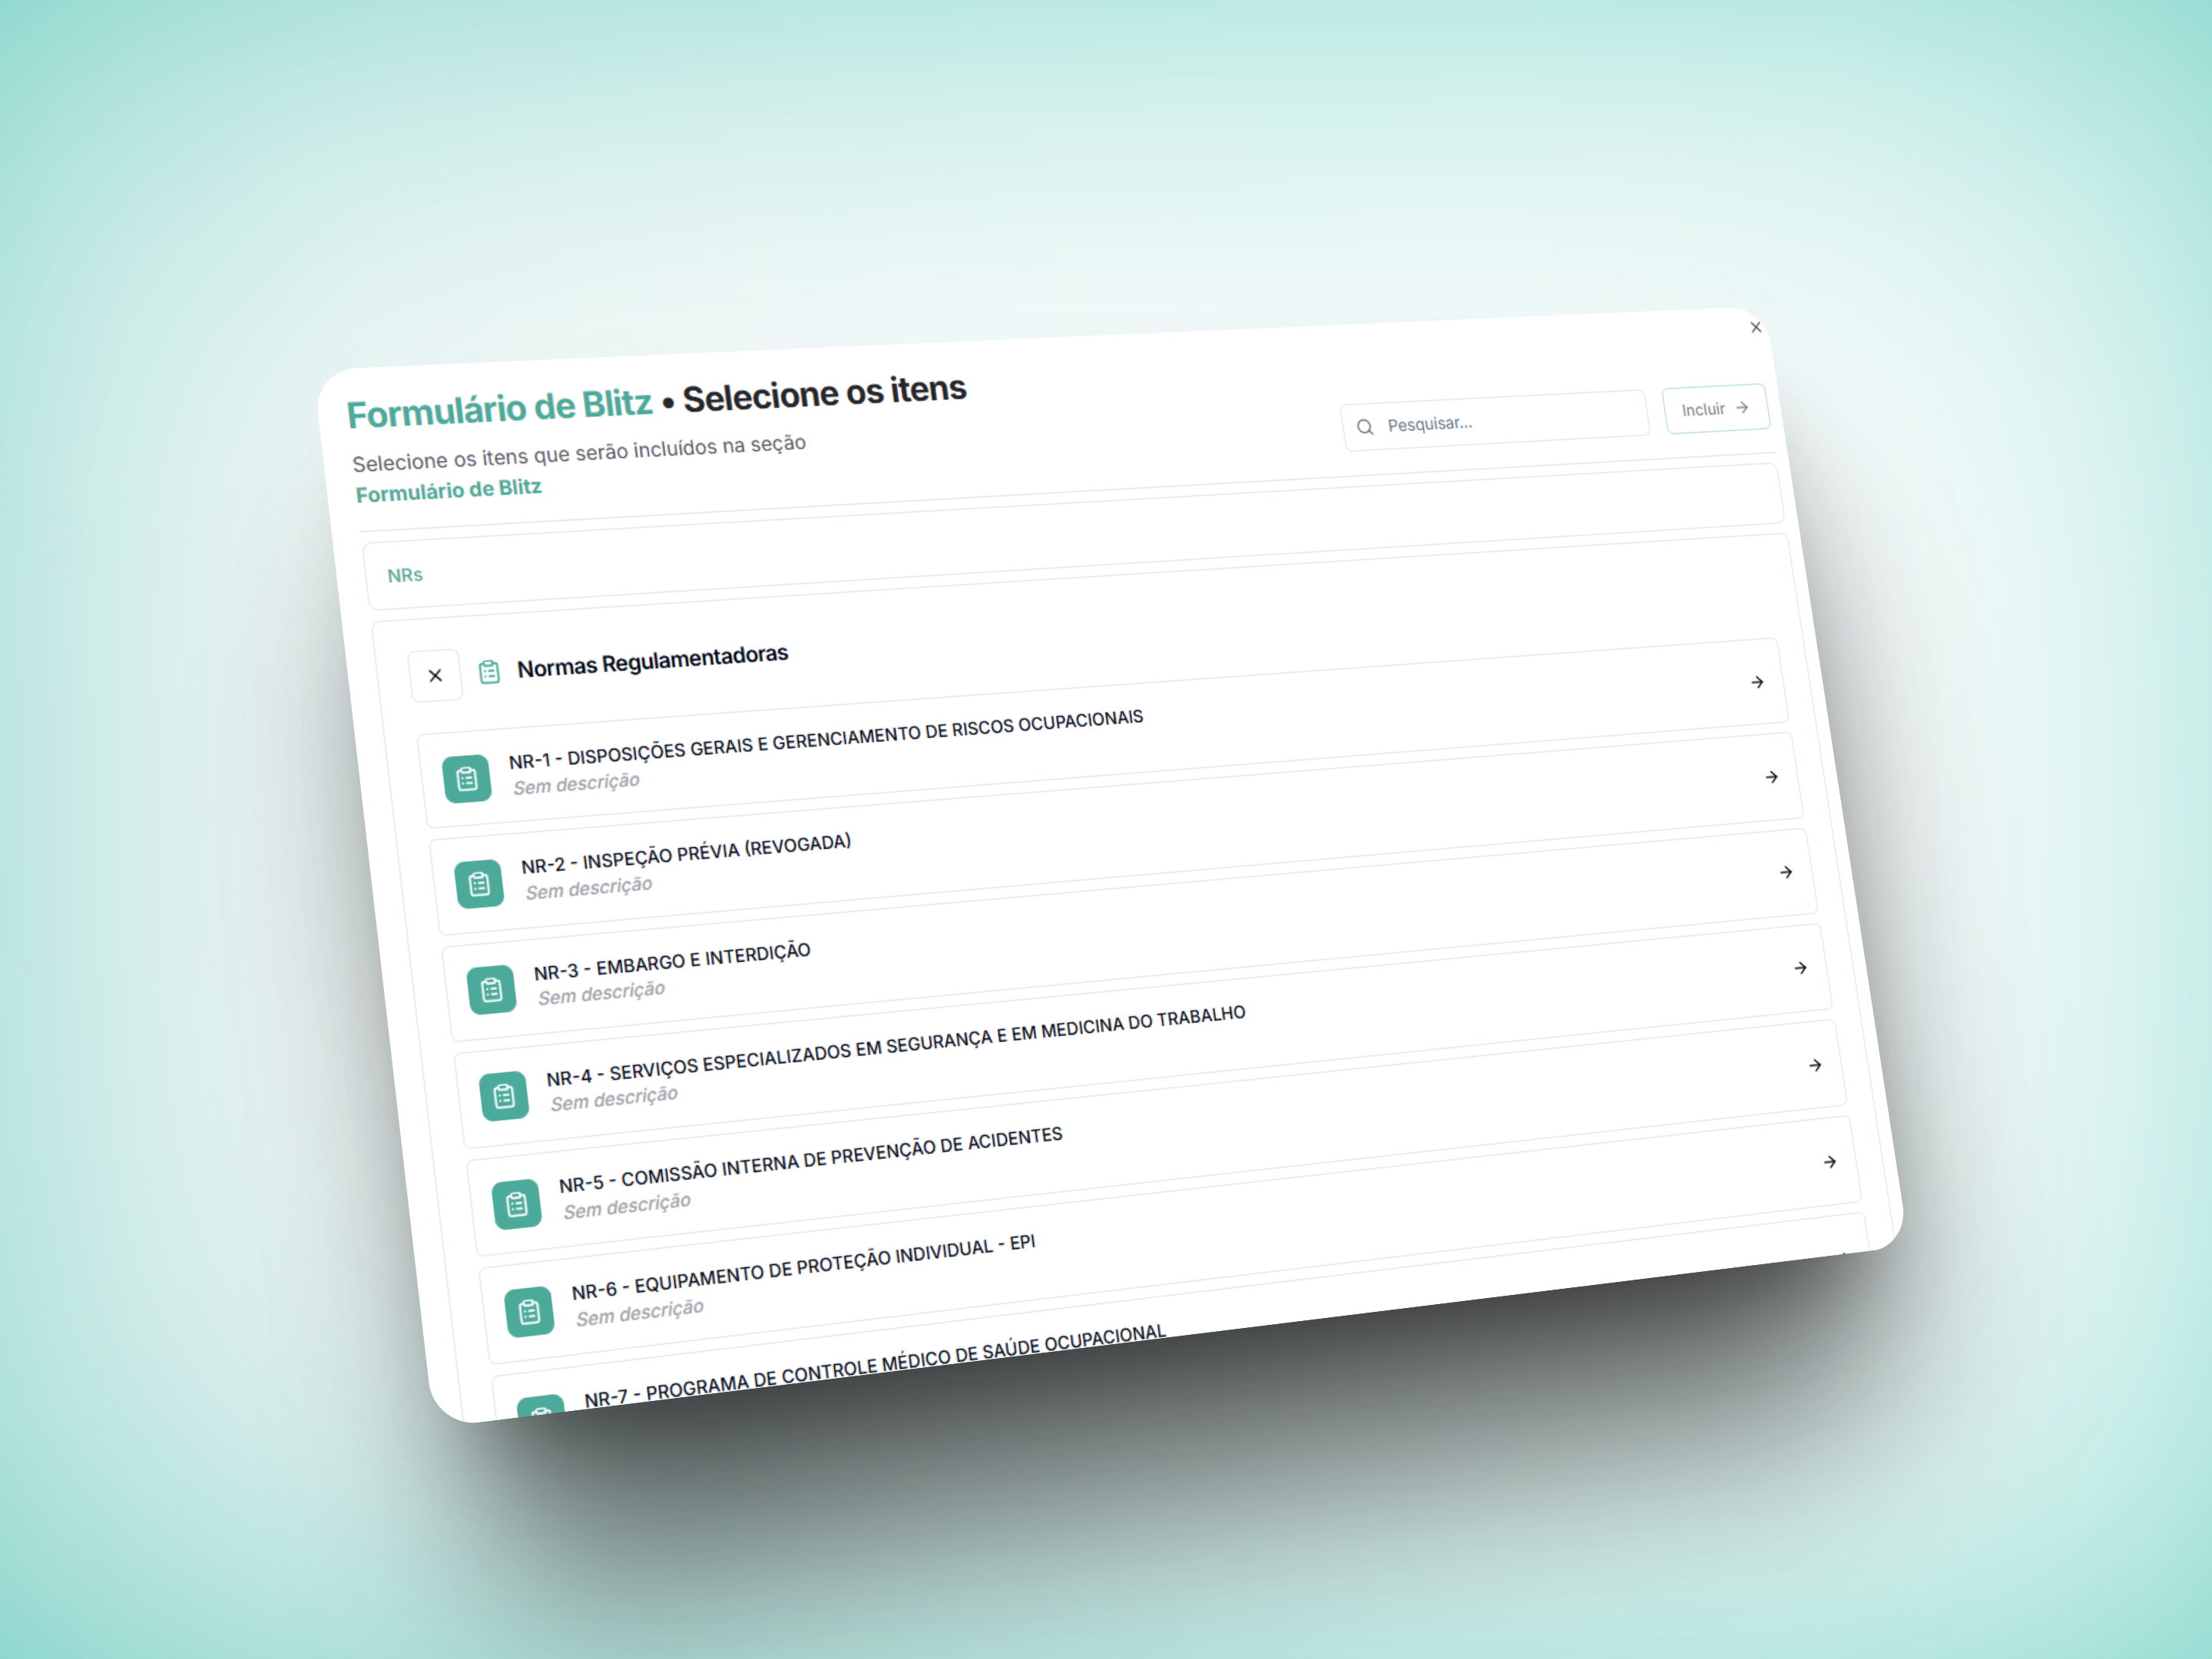 Formulário de Blitz • Selecione os itens
Selecione os itens que serão incluídos na seção
Formulário de Blitz
Pesquisar...
Incluir
NRs
Normas Regulamentadoras
NR-1 - DISPOSIÇÕES GERAIS E GERENCIAMENTO DE RISCOS OCUPACIONAIS
Sem descrição
NR-2 - INSPEÇÃO PRÉVIA (REVOGADA)
Sem descrição
NR-3 - EMBARGO E INTERDIÇÃO
Sem descrição
NR-4 - SERVIÇOS ESPECIALIZADOS EM SEGURANÇA E EM MEDICINA DO TRABALHO
Sem descrição
NR-5 - COMISSÃO INTERNA DE PREVENÇÃO DE ACIDENTES
Sem descrição
NR-6 - EQUIPAMENTO DE PROTEÇÃO INDIVIDUAL - EPI
Sem descrição
NR-7 - PROGRAMA DE CONTROLE MÉDICO DE SAÚDE OCUPACIONAL